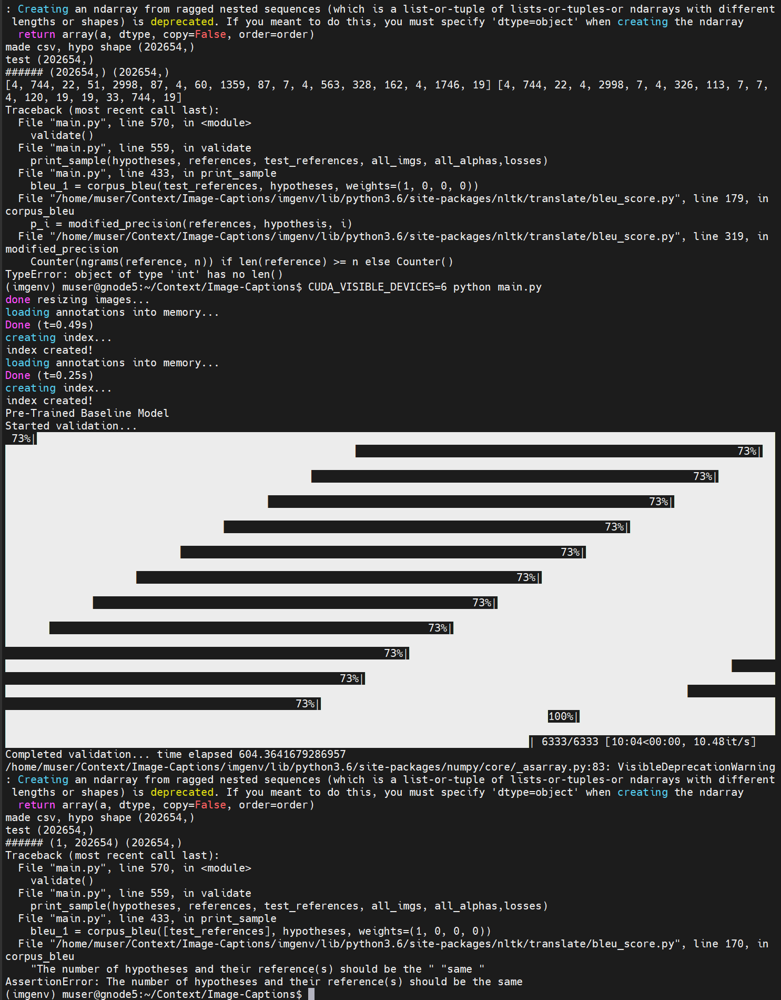 : Creating an ndarray from ragged nested sequences (which is a list-or-tuple of lists-or-tuples-or ndarrays with different
 lengths or shapes) is deprecated. If you meant to do this, you must specify 'dtype=object' when creating the ndarray
  return array(a, dtype, copy=False, order=order)
made csv, hypo shape (202654,)
test (202654,)
###### (202654,) (202654,)
[4, 744, 22, 51, 2998, 87, 4, 60, 1359, 87, 7, 4, 563, 328, 162, 4, 1746, 19] [4, 744, 22, 4, 2998, 7, 4, 326, 113, 7, 7,
4, 120, 19, 19, 33, 744, 19]
Traceback (most recent call last):
  File "main.py", line 570, in <module>
    validate()
  File "main.py", line 559, in validate
    print_sample(hypotheses, references, test_references, all_imgs, all_alphas,losses)
  File "main.py", line 433, in print_sample
    bleu_1 = corpus_bleu(test_references, hypotheses, weights=(1, 0, 0, 0))
  File "/home/muser/Context/Image-Captions/imgenv/lib/python3.6/site-packages/nltk/translate/bleu_score.py", line 179, in
corpus_bleu
    p_i = modified_precision(references, hypothesis, i)
  File "/home/muser/Context/Image-Captions/imgenv/lib/python3.6/site-packages/nltk/translate/bleu_score.py", line 319, in
modified_precision
    Counter(ngrams(reference, n)) if len(reference) >= n else Counter()
TypeError: object of type 'int' has no len()
(imgenv) muser@gnode5:~/Context/Image-Captions$ CUDA_VISIBLE_DEVICES=6 python main.py
done resizing images...
loading annotations into memory...
Done (t=0.49s)
creating index...
index created!
loading annotations into memory...
Done (t=0.25s)
creating index...
index created!
Pre-Trained Baseline Model
Started validation...
 73%|
73%|
73%|
73%|
73%|
73%|
73%|
73%|
73%|
73%|
73%|
73%|
100%|
| 6333/6333 [10:04<00:00, 10.48it/s]
Completed validation... time elapsed 604.3641679286957
/home/muser/Context/Image-Captions/imgenv/lib/python3.6/site-packages/numpy/core/_asarray.py:83: VisibleDeprecationWarning
: Creating an ndarray from ragged nested sequences (which is a list-or-tuple of lists-or-tuples-or ndarrays with different
 lengths or shapes) is deprecated. If you meant to do this, you must specify 'dtype=object' when creating the ndarray
  return array(a, dtype, copy=False, order=order)
made csv, hypo shape (202654,)
test (202654,)
###### (1, 202654) (202654,)
Traceback (most recent call last):
  File "main.py", line 570, in <module>
    validate()
  File "main.py", line 559, in validate
    print_sample(hypotheses, references, test_references, all_imgs, all_alphas,losses)
  File "main.py", line 433, in print_sample
    bleu_1 = corpus_bleu([test_references], hypotheses, weights=(1, 0, 0, 0))
  File "/home/muser/Context/Image-Captions/imgenv/lib/python3.6/site-packages/nltk/translate/bleu_score.py", line 170, in
corpus_bleu
    "The number of hypotheses and their reference(s) should be the " "same "
AssertionError: The number of hypotheses and their reference(s) should be the same
(imgenv) muser@gnode5:~/Context/Image-Captions$